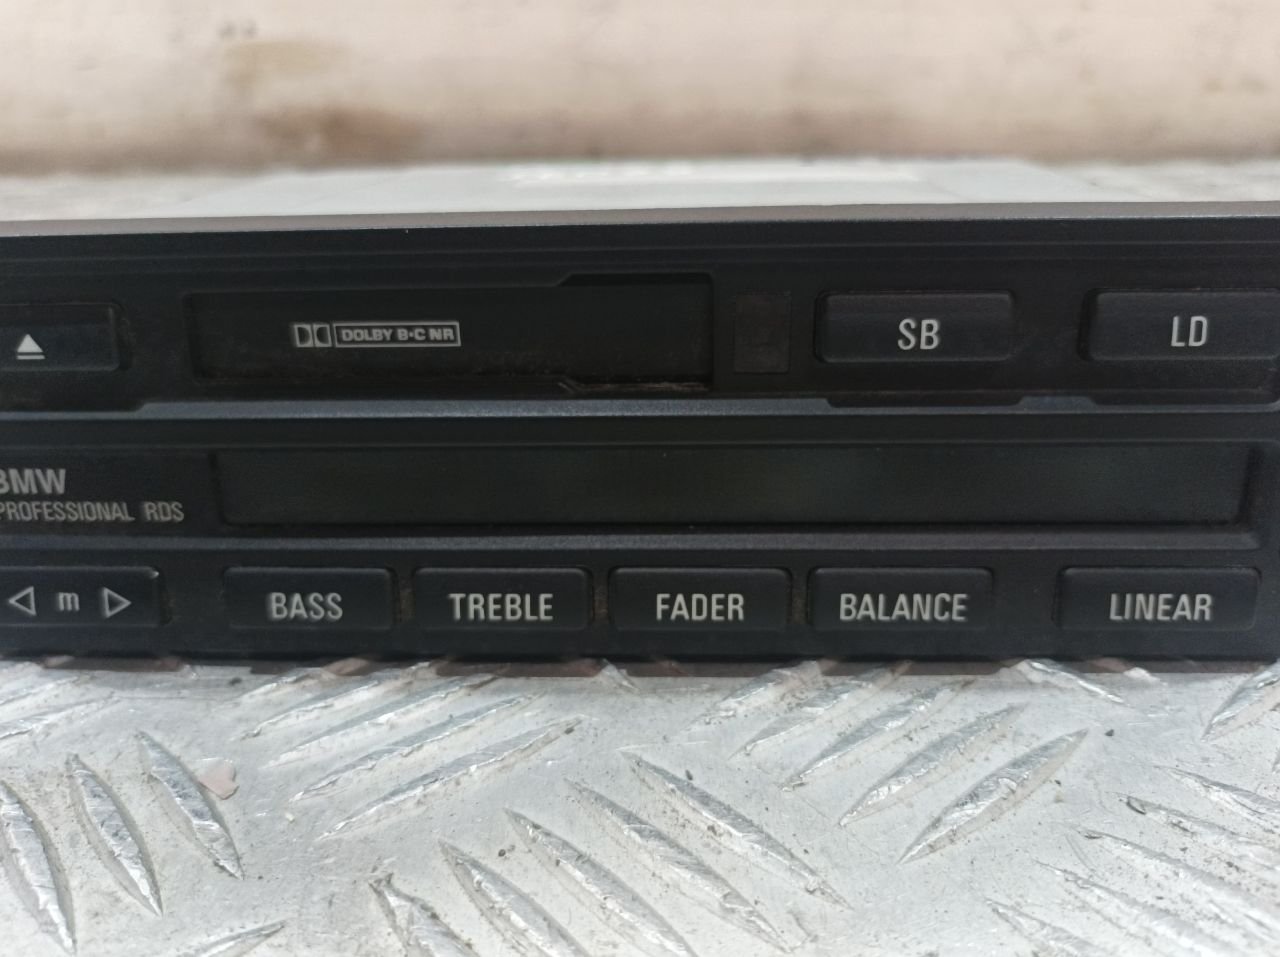 DOLBY B·C NR
SB
LD
BMW
PROFESSIONAL RDS
m
BASS
TREBLE
FADER
BALANCE
LINEAR